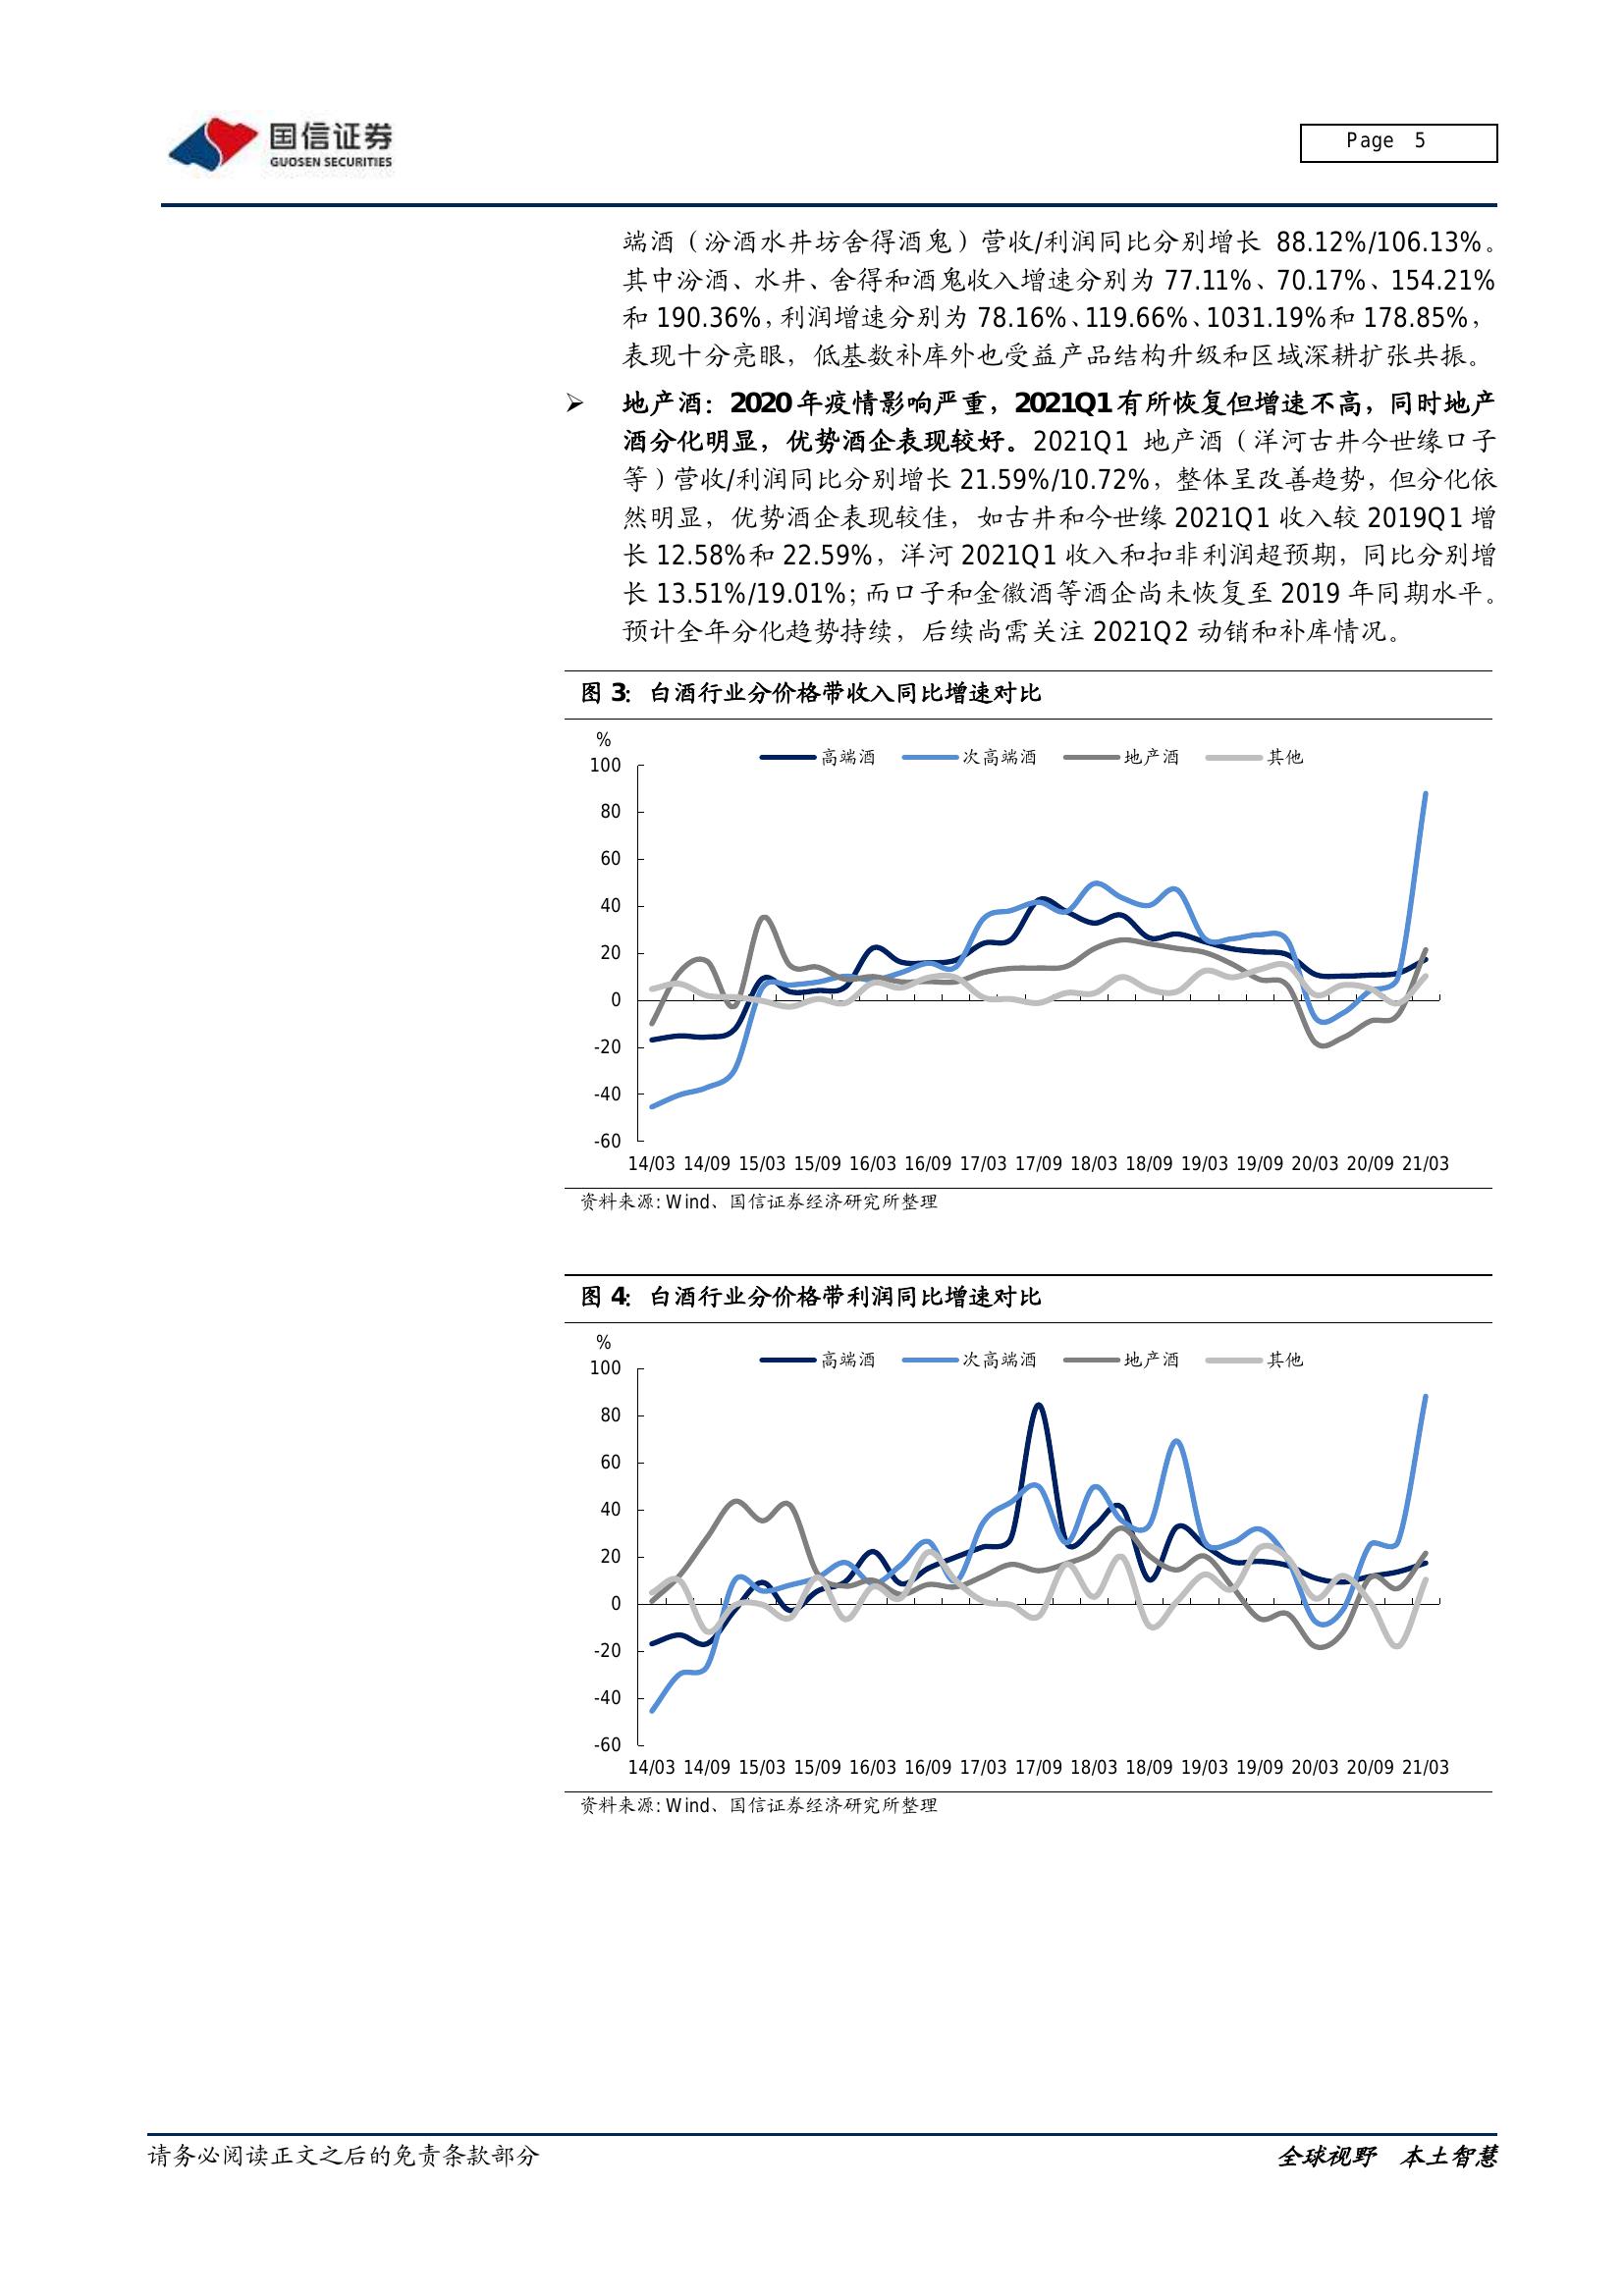 国信证券
GUOSEN SECURITIES
Page 5
端酒（汾酒水井坊舍得酒鬼）营收/利润同比分别增长 88.12%/106.13%。
其中汾酒、水井、舍得和酒鬼收入增速分别为 77.11%、70.17%、154.21%
和 190.36%，利润增速分别为 78.16%、119.66%、1031.19%和 178.85%，
表现十分亮眼，低基数补库外也受益产品结构升级和区域深耕扩张共振。
➢ 地产酒：2020 年疫情影响严重，2021Q1 有所恢复但增速不高，同时地产
酒分化明显，优势酒企表现较好。2021Q1 地产酒（洋河古井今世缘口子
等）营收/利润同比分别增长 21.59%/10.72%，整体呈改善趋势，但分化依
然明显，优势酒企表现较佳，如古井和今世缘 2021Q1 收入较 2019Q1 增
长 12.58%和 22.59%，洋河 2021Q1 收入和扣非利润超预期，同比分别增
长 13.51%/19.01%；而口子和金徽酒等酒企尚未恢复至 2019 年同期水平。
预计全年分化趋势持续，后续尚需关注 2021Q2 动销和补库情况。
图 3：白酒行业分价格带收入同比增速对比
%
高端酒 次高端酒 地产酒 其他
100
80
60
40
20
0
-20
-40
-60
14/03 14/09 15/03 15/09 16/03 16/09 17/03 17/09 18/03 18/09 19/03 19/09 20/03 20/09 21/03
资料来源：Wind、国信证券经济研究所整理
图 4：白酒行业分价格带利润同比增速对比
%
高端酒 次高端酒 地产酒 其他
100
80
60
40
20
0
-20
-40
-60
14/03 14/09 15/03 15/09 16/03 16/09 17/03 17/09 18/03 18/09 19/03 19/09 20/03 20/09 21/03
资料来源：Wind、国信证券经济研究所整理
请务必阅读正文之后的免责条款部分
全球视野 本土智慧